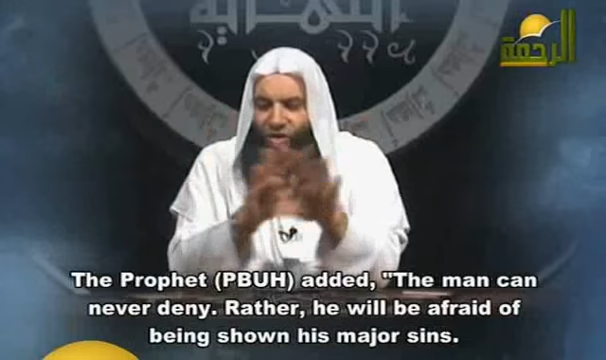 النهاية
الرحمة
The Prophet (PBUH) added, "The man can
never deny. Rather, he will be afraid of
being shown his major sins.